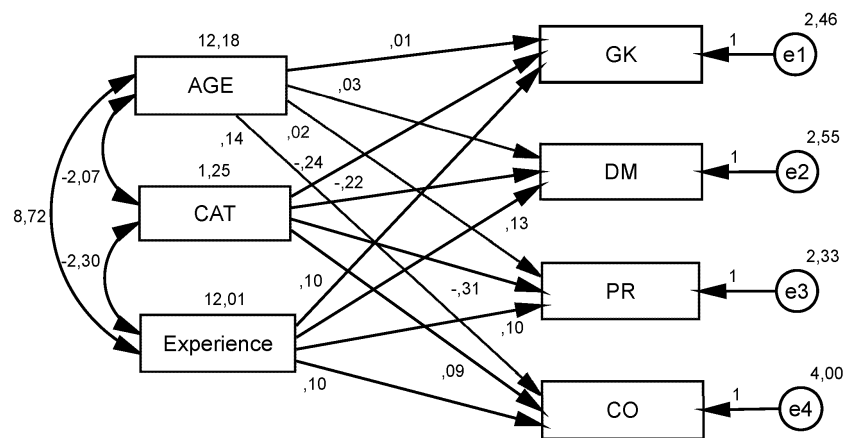 12,18
AGE
1,25
CAT
12,01
Experience
-2,07
8,72
-2,30
,01
,03
,02
,14
-,24
-,22
,13
,10
-,31
,10
,09
,10
GK
DM
PR
CO
1
1
1
1
2,46
e1
2,55
e2
2,33
e3
4,00
e4